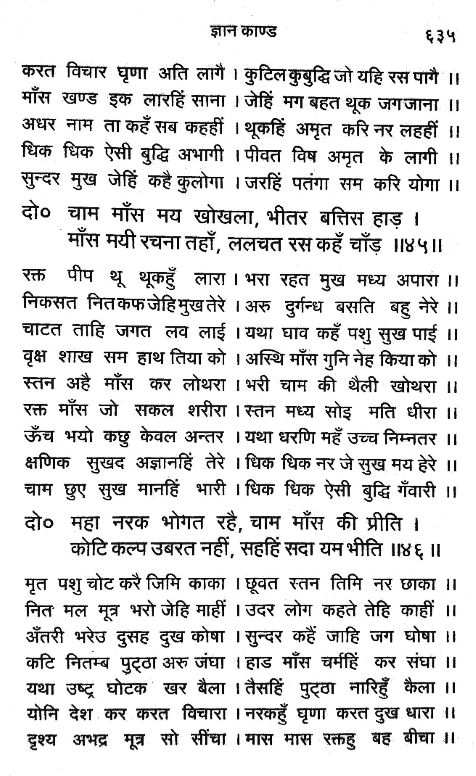 ज्ञान काण्ड
६३५
करत विचार घृणा अति लागै । कुटिल कुबुद्धि जो यहि रस पागै ॥
माँस खण्ड इक लारहिं साना । जेहिं मग बहत थूक जग जाना ॥
अधर नाम ता कहँ सब कहहीं । थूकहिं अमृत करि नर लहहीं ॥
धिक धिक ऐसी बुद्धि अभागी । पीवत विष अमृत के लागी ॥
सुन्दर मुख जेहिं कहै कुलोगा । जरहिं पतंगा सम करि योगा ॥
दो० चाम माँस मय खोखला, भीतर बत्तिस हाड़ ।
माँस मयी रचना तहाँ, ललचत रस कहँ चाँड़ ॥४५॥
रक्त पीप थू थूकहुँ लारा । भरा रहत मुख मध्य अपारा ॥
निकसत नित कफ जेहि मुख तेरे । अरु दुर्गन्ध बसति बहु नेरे ॥
चाटत ताहि जगत लव लाई । यथा घाव कहँ पशु सुख पाई ॥
वृक्ष शाख सम हाथ तिया को । अस्थि माँस गुनि नेह किया को ॥
स्तन अहै माँस कर लोथरा । भरी चाम की थैली खोथरा ॥
रक्त माँस जो सकल शरीरा । स्तन मध्य सोइ मति धीरा ॥
ऊँच भयो कछु केवल अन्तर । यथा धरणि महँ उच्च निम्नतर ॥
क्षणिक सुखद अज्ञानहिं तेरे । धिक धिक नर जे सुख मय हेरे ॥
चाम छुए सुख मानहिं भारी । धिक धिक ऐसी बुद्धि गँवारी ॥
दो० महा नरक भोगत रहै, चाम माँस की प्रीति ।
कोटि कल्प उबरत नहीं, सहहिं सदा यम भीति ॥४६॥
मृत पशु चोट करै जिमि काका । छूवत स्तन तिमि नर छाका ॥
नित मल मूत्र भरो जेहि माहीं । उदर लोग कहते तेहि काहीं ॥
अँतरी भरेउ दुसह दुख कोषा । सुन्दर कहैं जाहि जग घोषा ॥
कटि नितम्ब पुट्ठा अरु जंघा । हाड माँस चर्महिं कर संघा ॥
यथा उष्ट्र घोटक खर बैला । तैसहिं पुट्ठा नारिहुँ कैला ॥
योनि देश कर करत विचारा । नरकहुँ घृणा करत दुख धारा ॥
दृश्य अभद्र मूत्र सो सींचा । मास मास रक्तहु बह बीचा ॥